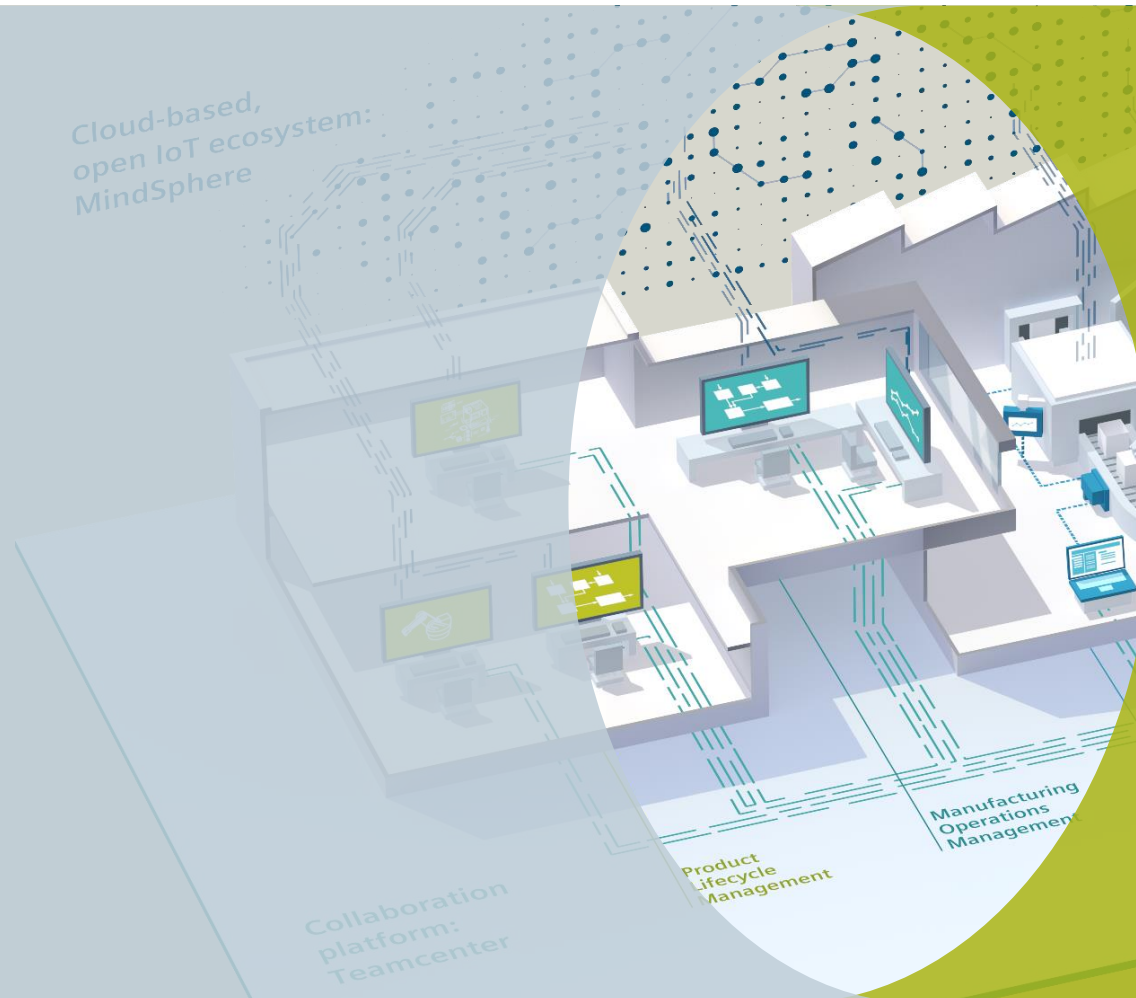 Cloud-based,
open IoT ecosystem:
MindSphere
Manufacturing
Operations
Management
Product
Lifecycle
Management
Collaboration
platform:
Teamcenter